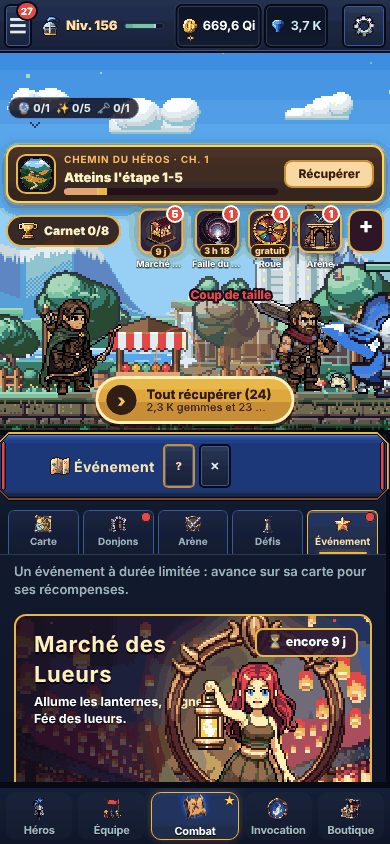 27
Niv. 156
669,6 Qi
3,7 K
0/1 0/5 0/1
CHEMIN DU HÉROS · CH. 1
Atteins l'étape 1-5
Récupérer
Carnet 0/8
5
9 j
Marché ...
1
3 h 18
Faille du ...
1
gratuit
Roue
1
Arène
+
Coup de taille
Tout récupérer (24)
2,3 K gemmes et 23 ...
Événement
?
×
Carte
Donjons
Arène
Défis
Événement
Un événement à durée limitée : avance sur sa carte pour
ses récompenses.
Marché des
Lueurs
encore 9 j
Allume les lanternes,
Fée des lueurs.
Héros
Équipe
Combat
Invocation
Boutique